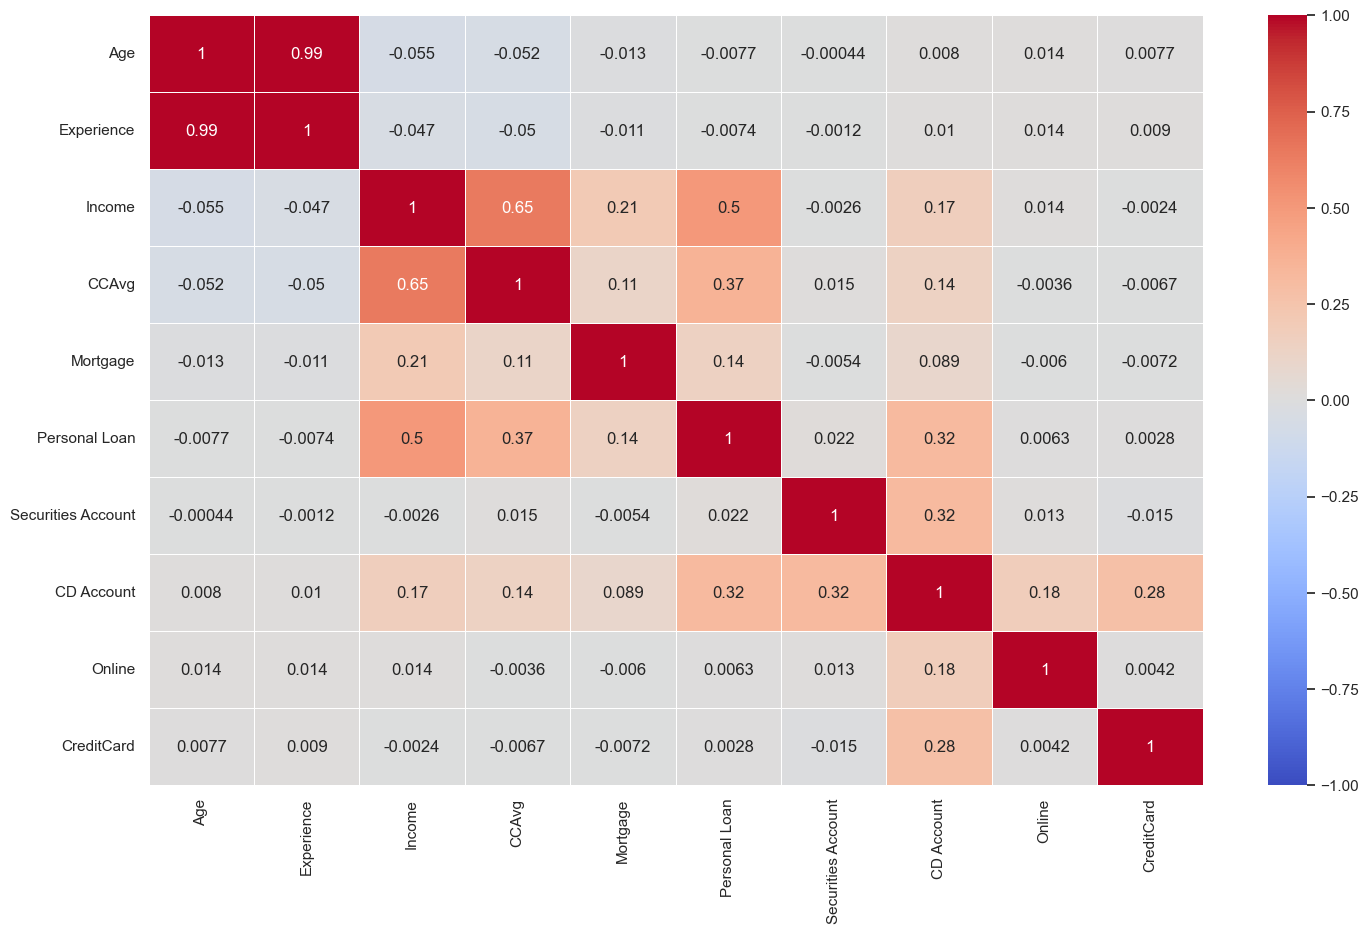 Age 1 0.99 -0.055 -0.052 -0.013 -0.0077 -0.00044 0.008 0.014 0.0077
Experience 0.99 1 -0.047 -0.05 -0.011 -0.0074 -0.0012 0.01 0.014 0.009
Income -0.055 -0.047 1 0.65 0.21 0.5 -0.0026 0.17 0.014 -0.0024
CCAvg -0.052 -0.05 0.65 1 0.11 0.37 0.015 0.14 -0.0036 -0.0067
Mortgage -0.013 -0.011 0.21 0.11 1 0.14 -0.0054 0.089 -0.006 -0.0072
Personal Loan -0.0077 -0.0074 0.5 0.37 0.14 1 0.022 0.32 0.0063 0.0028
Securities Account -0.00044 -0.0012 -0.0026 0.015 -0.0054 0.022 1 0.32 0.013 -0.015
CD Account 0.008 0.01 0.17 0.14 0.089 0.32 0.32 1 0.18 0.28
Online 0.014 0.014 0.014 -0.0036 -0.006 0.0063 0.013 0.18 1 0.0042
CreditCard 0.0077 0.009 -0.0024 -0.0067 -0.0072 0.0028 -0.015 0.28 0.0042 1
Age
Experience
Income
CCAvg
Mortgage
Personal Loan
Securities Account
CD Account
Online
CreditCard
1.00
0.75
0.50
0.25
0.00
−0.25
−0.50
−0.75
−1.00